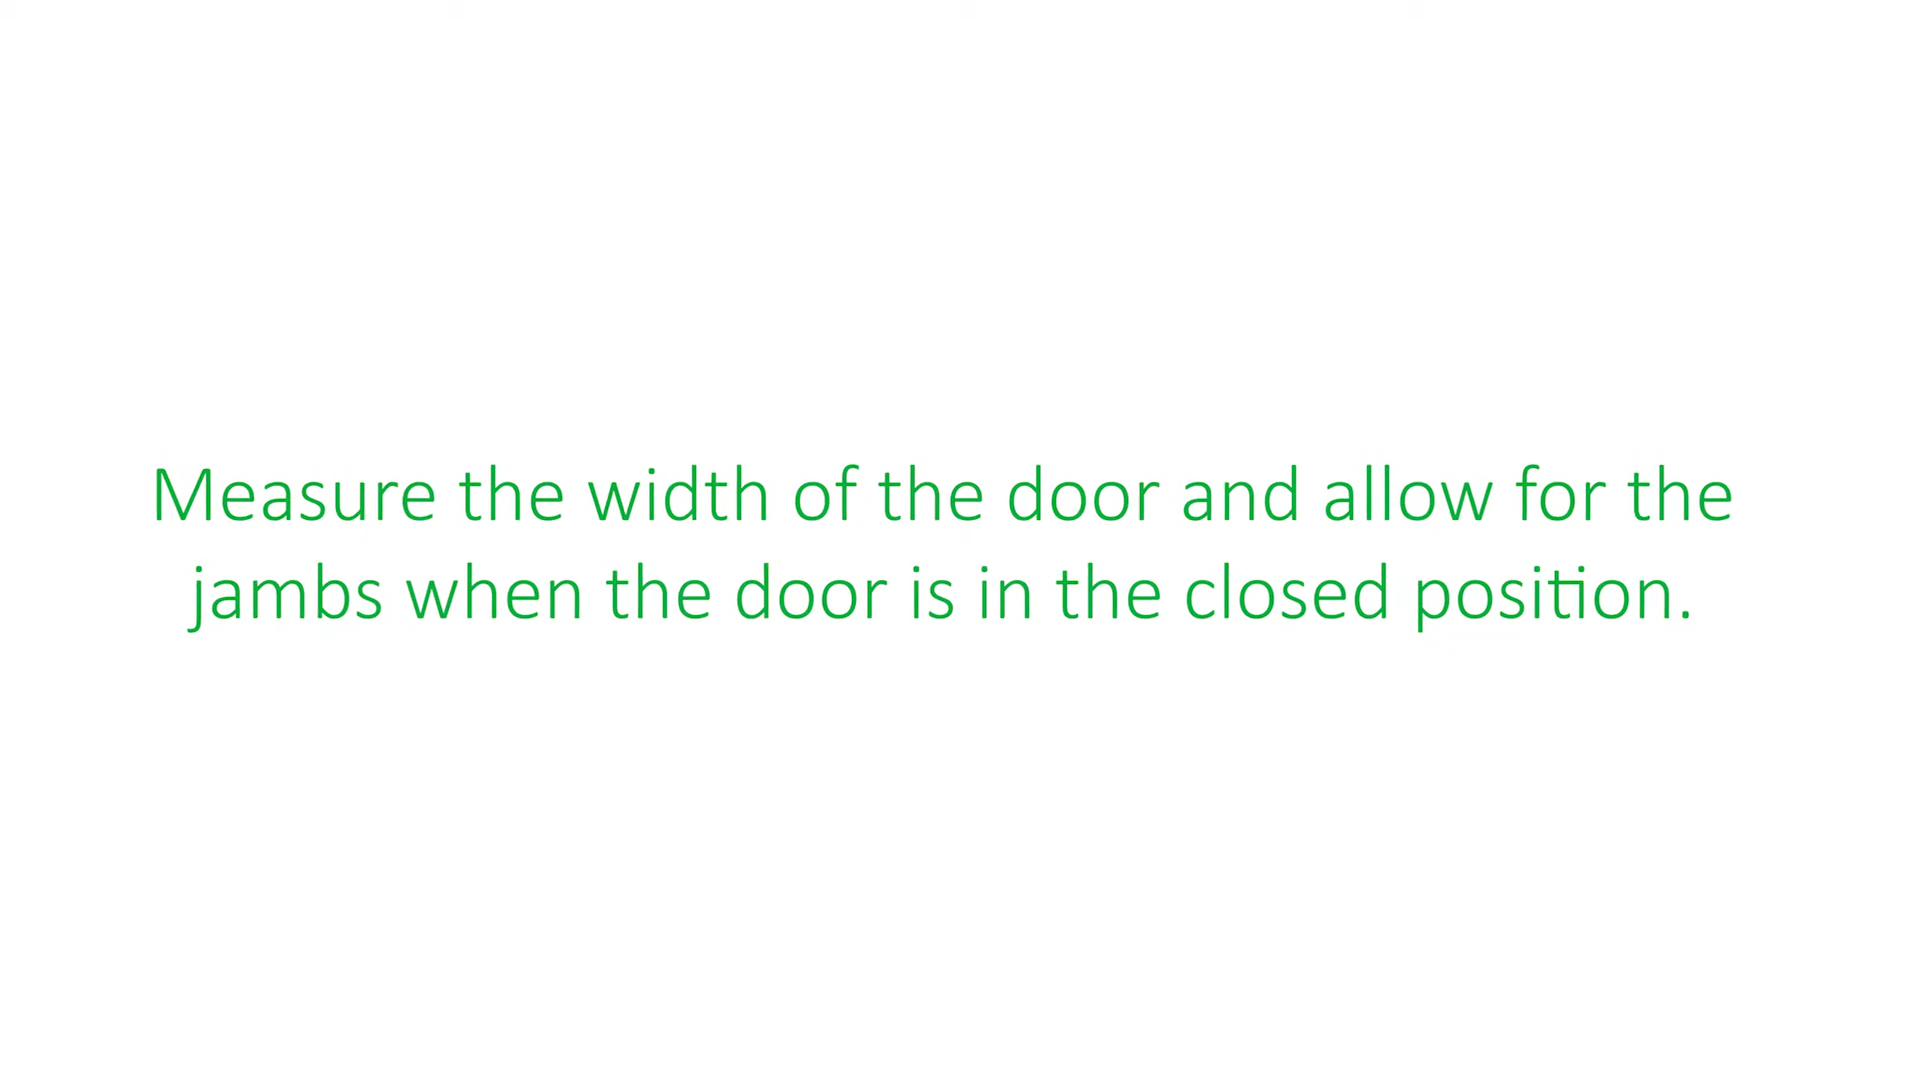 Measure the width of the door and allow for the
jambs when the door is in the closed position.